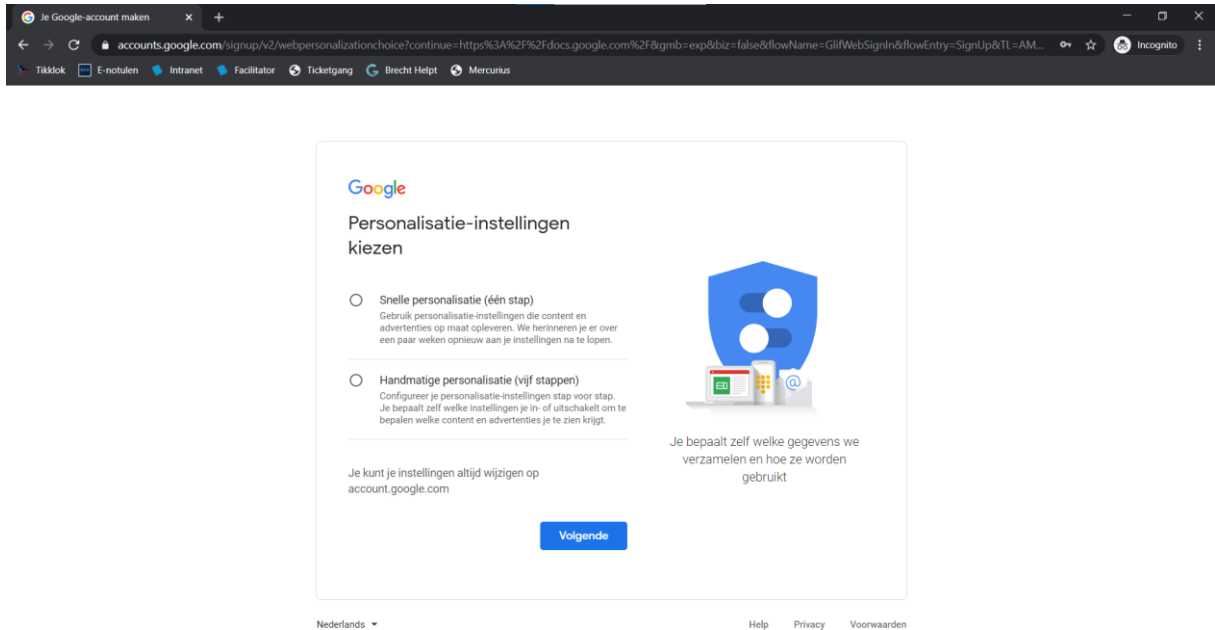 Je Google-account maken
accounts.google.com/signup/v2/webpersonalizationchoice?continue=https%3A%2F%2Fdocs.google.com%2F&gmb=exp&biz=false&flowName=GlifWebSignIn&flowEntry=SignUp&TL=AM... Incognito
Tikklok E-notulen Intranet Facilitator Ticketgang Brecht Helpt Mercurius
Google
Personalisatie-instellingen
kiezen
Snelle personalisatie (één stap)
Gebruik personalisatie-instellingen die content en
advertenties op maat opleveren. We herinneren je er over
een paar weken opnieuw aan je instellingen na te lopen.
Handmatige personalisatie (vijf stappen)
Configureer je personalisatie-instellingen stap voor stap.
Je bepaalt zelf welke instellingen je in- of uitschakelt om te
bepalen welke content en advertenties je te zien krijgt.
Je kunt je instellingen altijd wijzigen op
account.google.com
Volgende
Je bepaalt zelf welke gegevens we
verzamelen en hoe ze worden
gebruikt
Nederlands Help Privacy Voorwaarden